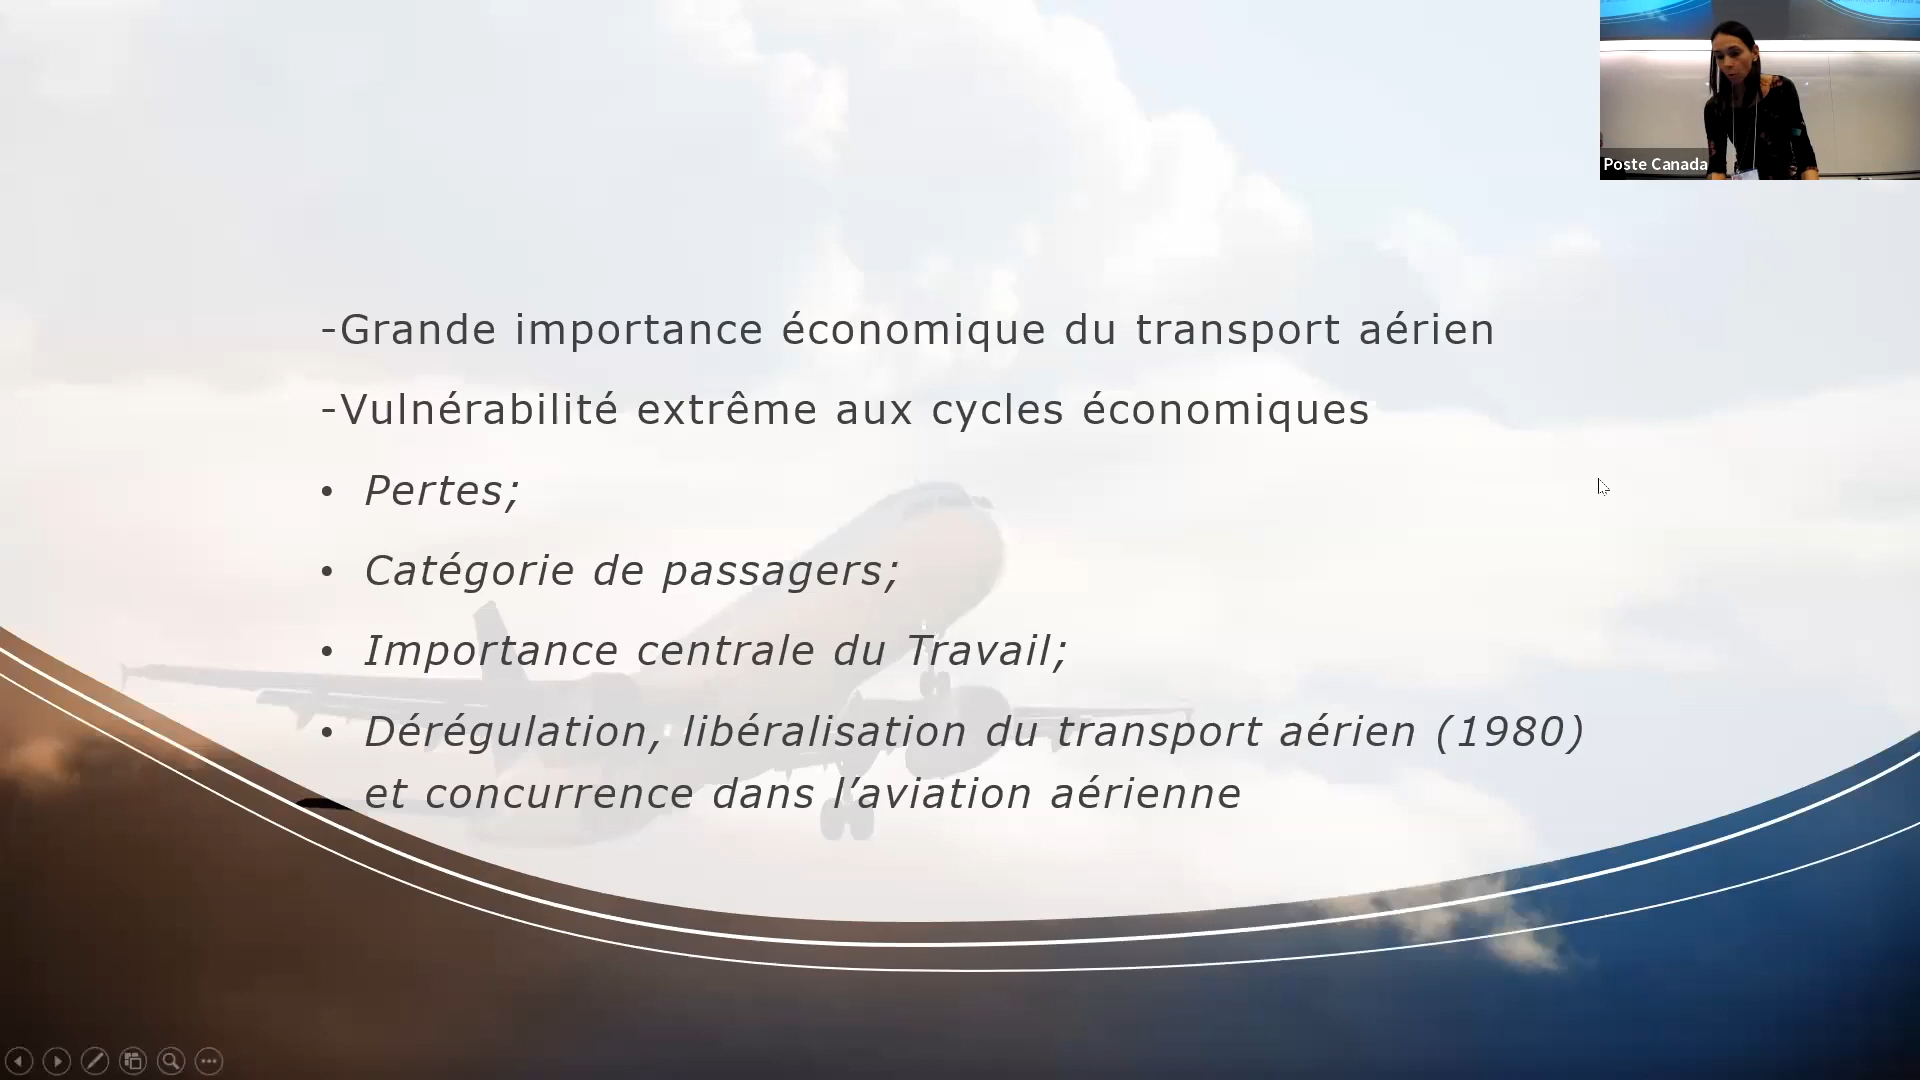 Poste Canada
-Grande importance économique du transport aérien
-Vulnérabilité extrême aux cycles économiques
• Pertes;
• Catégorie de passagers;
• Importance centrale du Travail;
• Dérégulation, libéralisation du transport aérien (1980)
et concurrence dans l’aviation aérienne